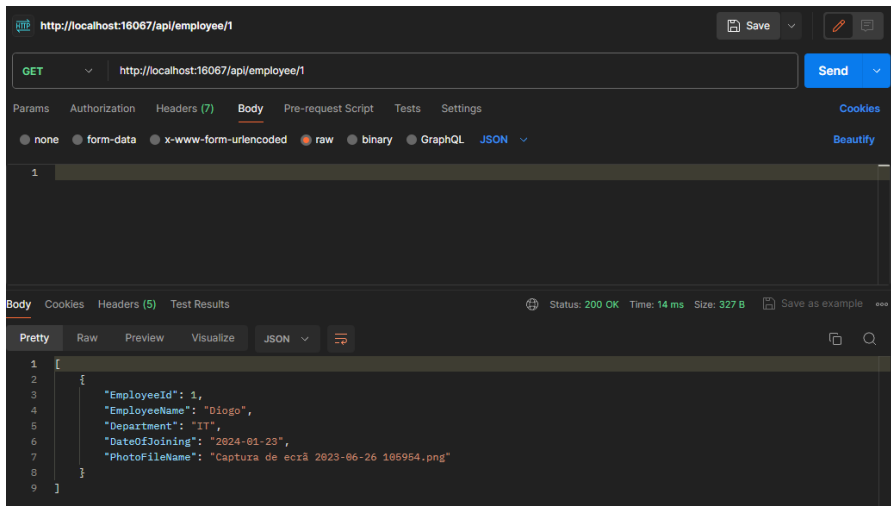 HTTP http://localhost:16067/api/employee/1 Save
GET http://localhost:16067/api/employee/1 Send
Params Authorization Headers (7) Body Pre-request Script Tests Settings Cookies
none form-data x-www-form-urlencoded raw binary GraphQL JSON Beautify
1
Body Cookies Headers (5) Test Results Status: 200 OK Time: 14 ms Size: 327 B Save as example
Pretty Raw Preview Visualize JSON
1 [
2 {
3 "EmployeeId": 1,
4 "EmployeeName": "Diogo",
5 "Department": "IT",
6 "DateOfJoining": "2024-01-23",
7 "PhotoFileName": "Captura de ecrã 2023-06-26 105954.png"
8 }
9 ]